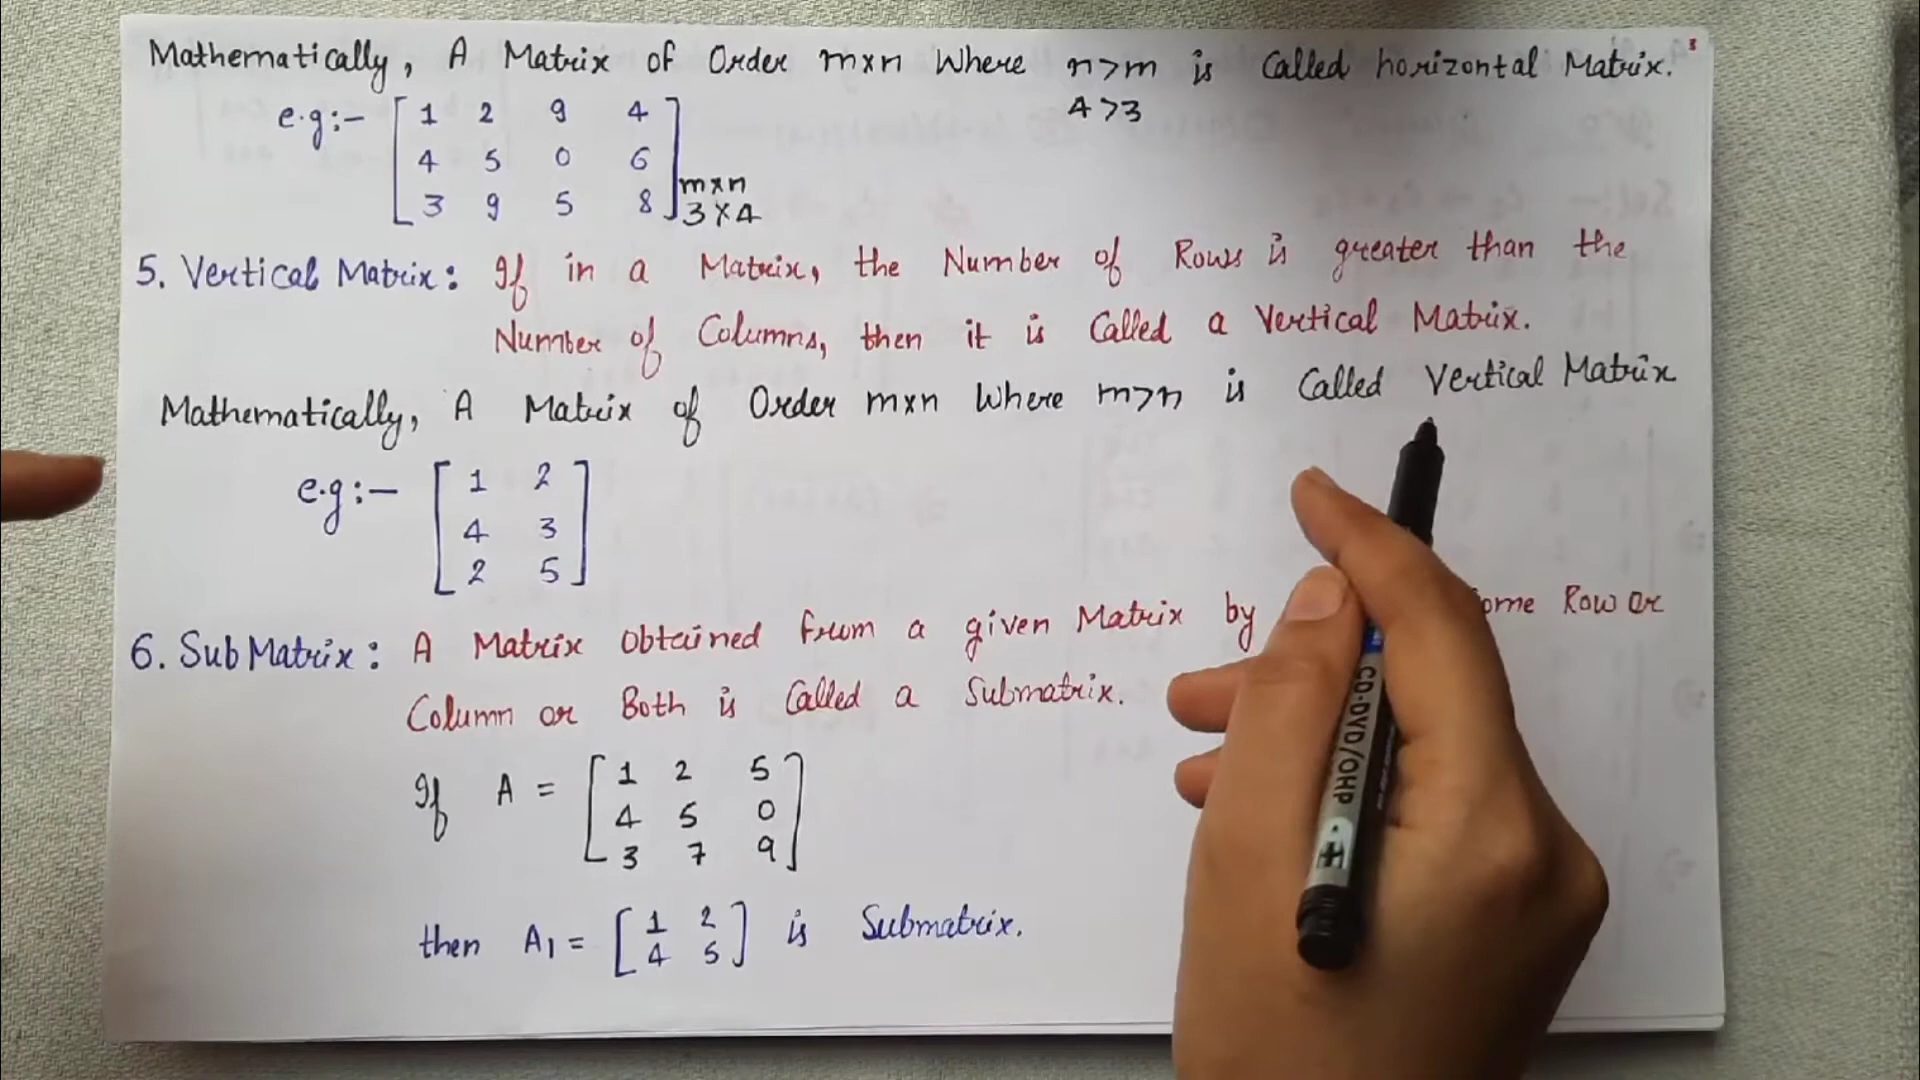 Mathematically, A Matrix of Order m×n Where n>m is Called horizontal Matrix.
4>3
e.g:- [1 2 9 4
4 5 0 6
3 9 5 8] m×n
3×4
5. Vertical Matrix: If in a Matrix, the Number of Rows is greater than the
Number of Columns, then it is Called a Vertical Matrix.
Mathematically, A Matrix of Order m×n Where m>n is Called Vertical Matrix
e.g:- [1 2
4 3
2 5]
6. Sub Matrix: A Matrix Obtained from a given Matrix by Row or
Column or Both is Called a Submatrix.
If A = [1 2 5
4 5 0
3 7 9]
then A₁ = [1 2
4 5] is Submatrix.
CD-DVD/OHP